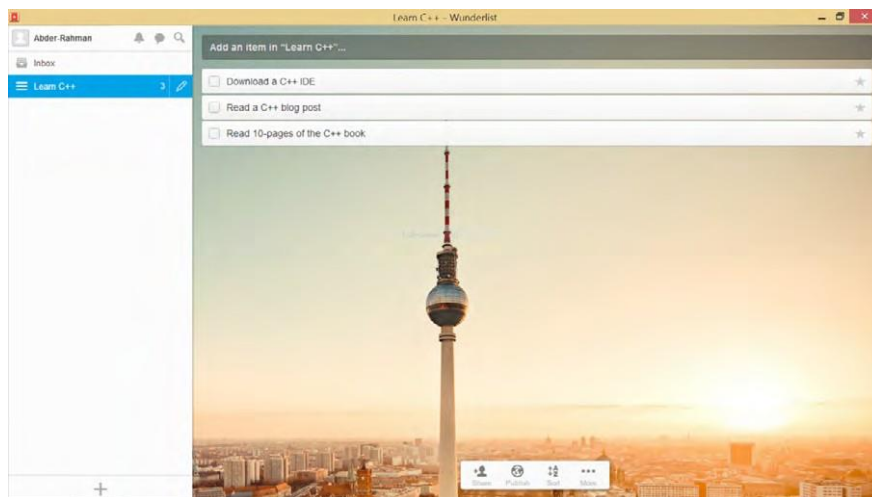 Learn C++ - Wunderlist
Abder-Rahman
Inbox
Learn C++ 3
Add an item in "Learn C++"...
Download a C++ IDE
Read a C++ blog post
Read 10-pages of the C++ book
Share Publish Sort More